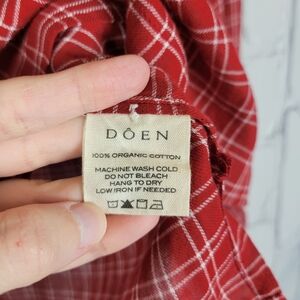 DÔEN
100% ORGANIC COTTON
MACHINE WASH COLD
DO NOT BLEACH
HANG TO DRY
LOW IRON IF NEEDED